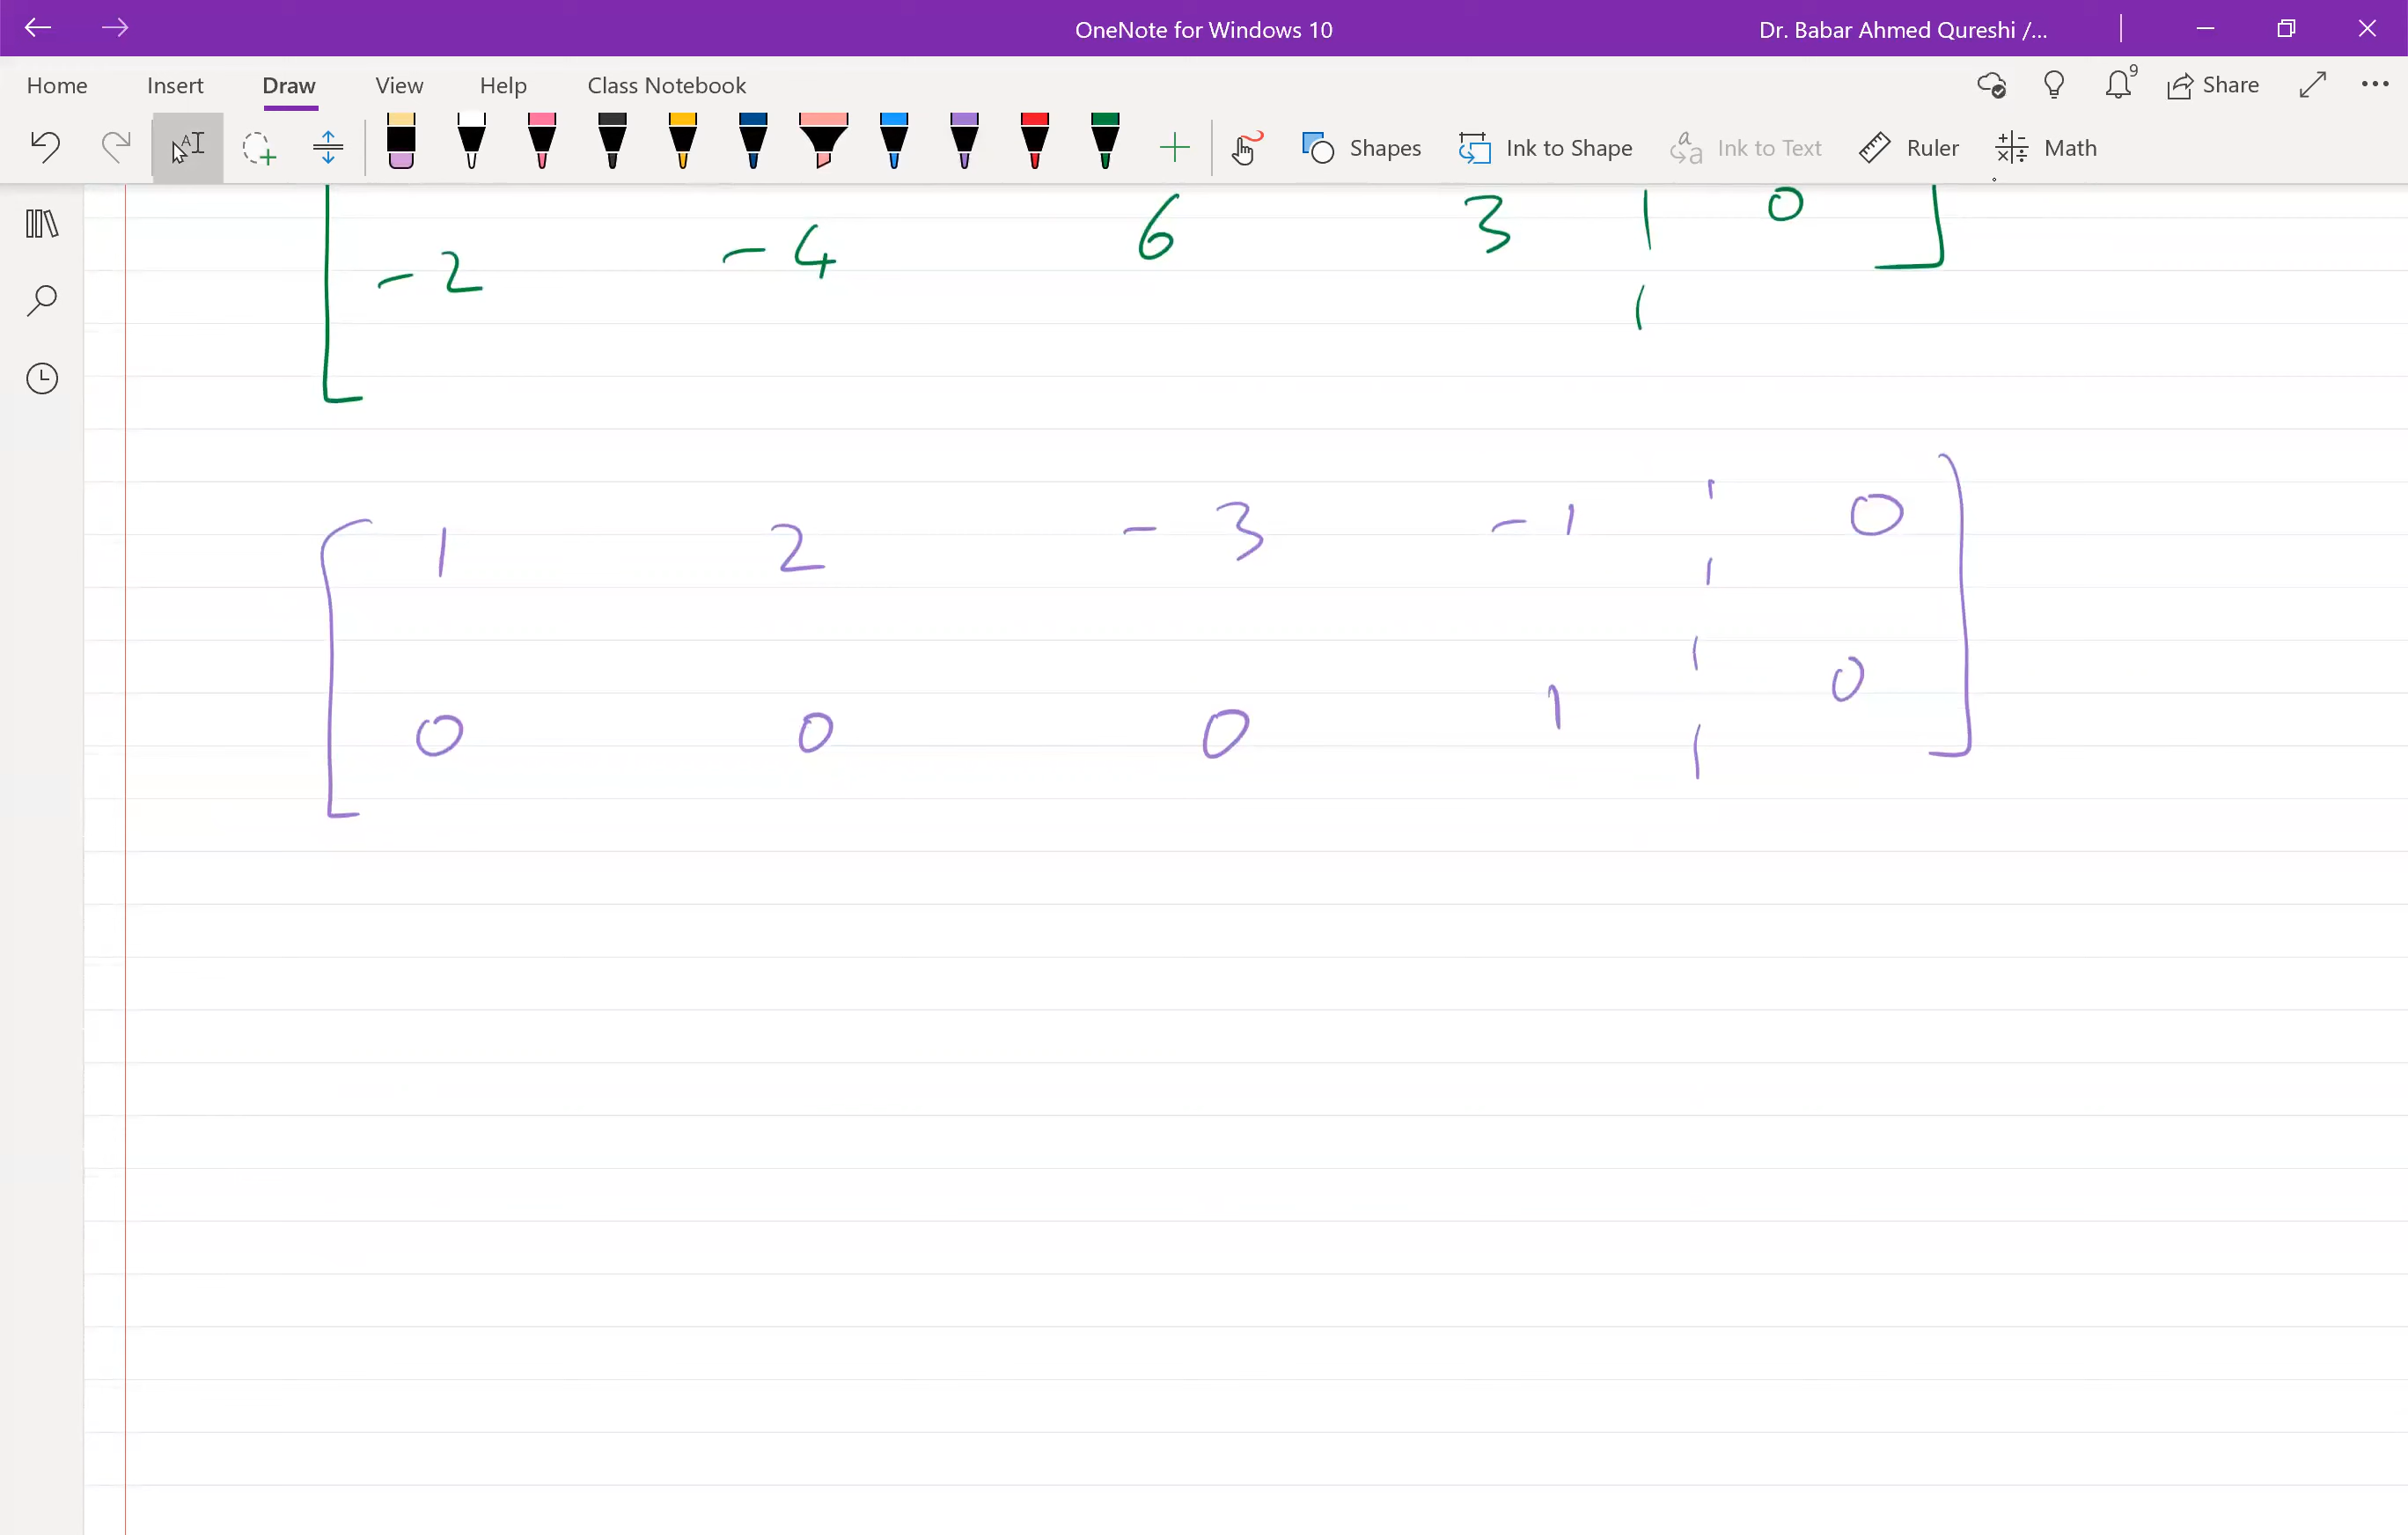 OneNote for Windows 10 Dr. Babar Ahmed Qureshi /...
Home Insert Draw View Help Class Notebook 9 Share
Shapes Ink to Shape Ink to Text Ruler Math
-2 -4 6 3 | 0
1 2 -3 -1 | 0
0 0 0 1 | 0